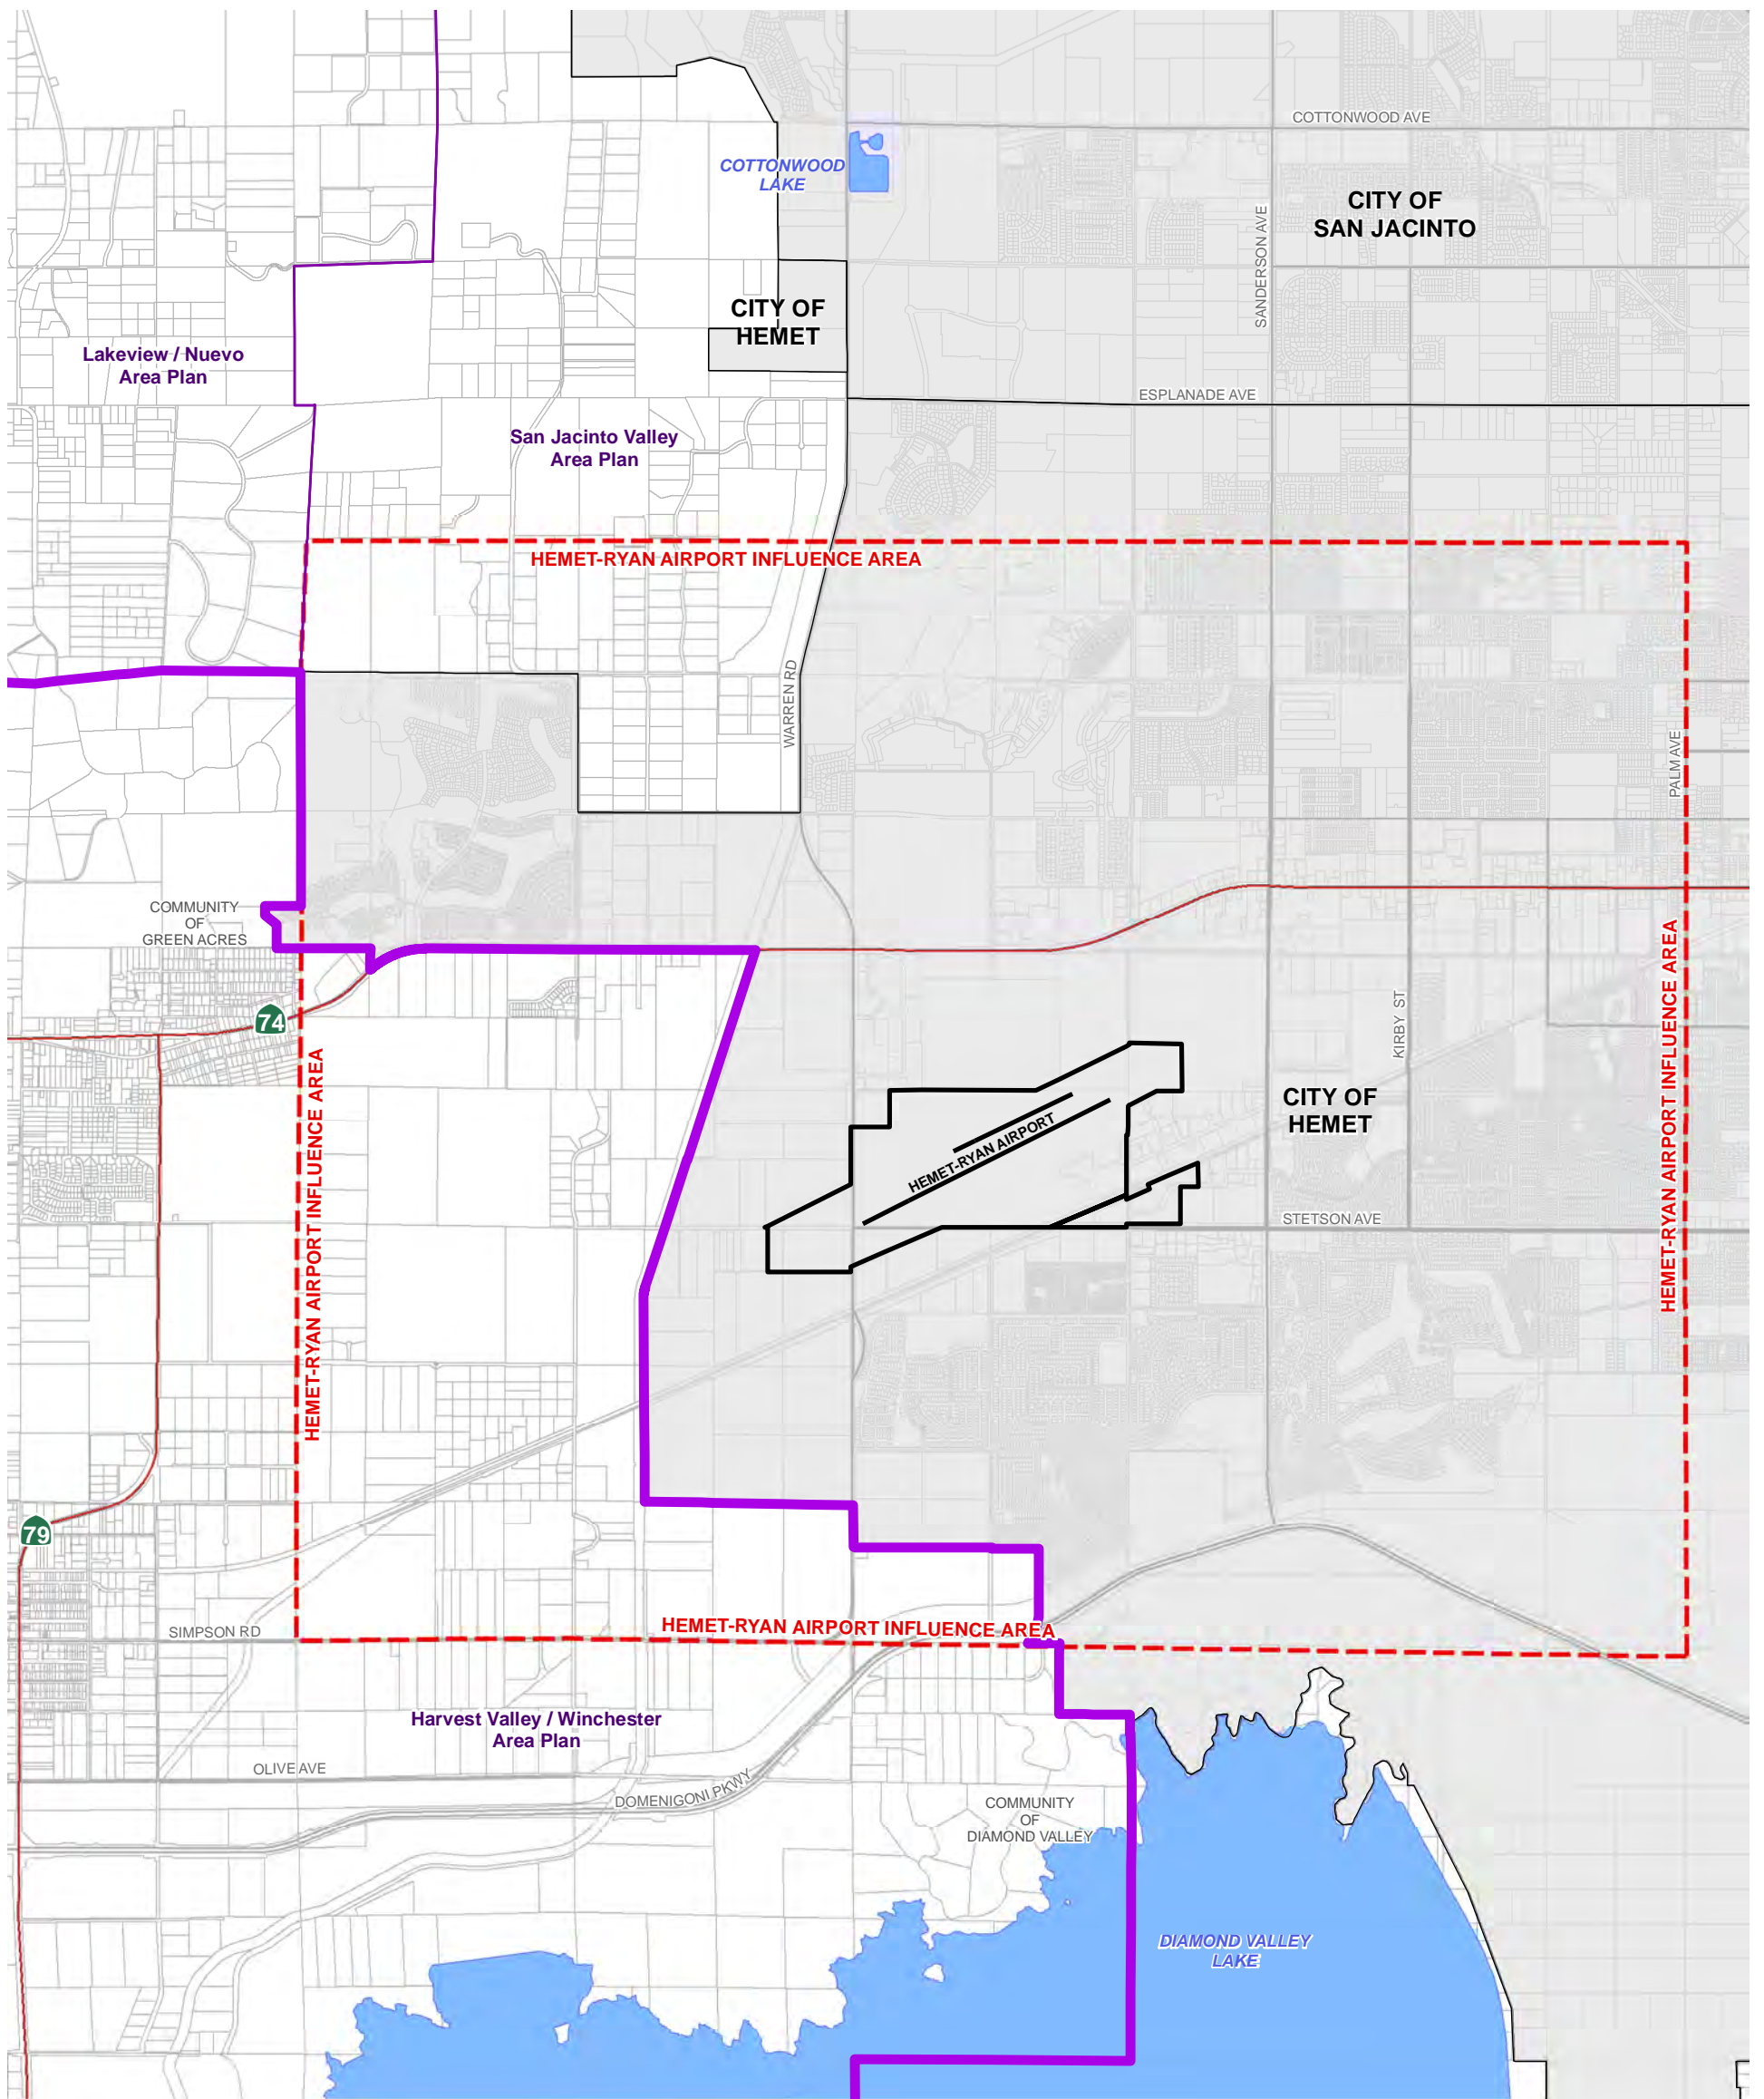 COTTONWOOD AVE
COTTONWOOD
LAKE
CITY OF
SAN JACINTO
SANDERSON AVE
CITY OF
HEMET
Lakeview / Nuevo
Area Plan
ESPLANADE AVE
San Jacinto Valley
Area Plan
HEMET-RYAN AIRPORT INFLUENCE AREA
WARREN RD
PALM AVE
COMMUNITY
OF
GREEN ACRES
74
HEMET-RYAN AIRPORT INFLUENCE AREA
KIRBY ST
HEMET-RYAN AIRPORT INFLUENCE AREA
CITY OF
HEMET
HEMET-RYAN AIRPORT
STETSON AVE
79
SIMPSON RD
HEMET-RYAN AIRPORT INFLUENCE AREA
Harvest Valley / Winchester
Area Plan
OLIVE AVE
DOMENIGONI PKWY
COMMUNITY
OF
DIAMOND VALLEY
DIAMOND VALLEY
LAKE